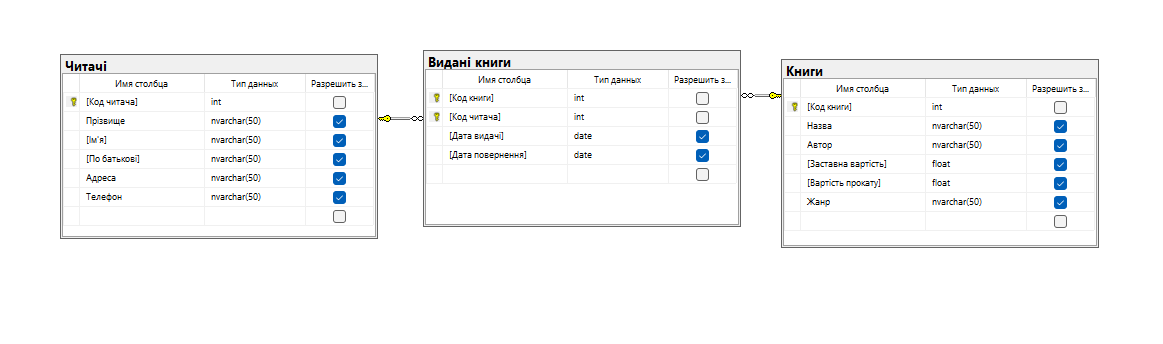 Читачі
Имя столбца Тип данных Разрешить з...
[Код читача] int
Прізвище nvarchar(50)
[Ім'я] nvarchar(50)
[По батькові] nvarchar(50)
Адреса nvarchar(50)
Телефон nvarchar(50)
Видані книги
Имя столбца Тип данных Разрешить з...
[Код книги] int
[Код читача] int
[Дата видачі] date
[Дата повернення] date
Книги
Имя столбца Тип данных Разрешить з...
[Код книги] int
Назва nvarchar(50)
Автор nvarchar(50)
[Заставна вартість] float
[Вартість прокату] float
Жанр nvarchar(50)